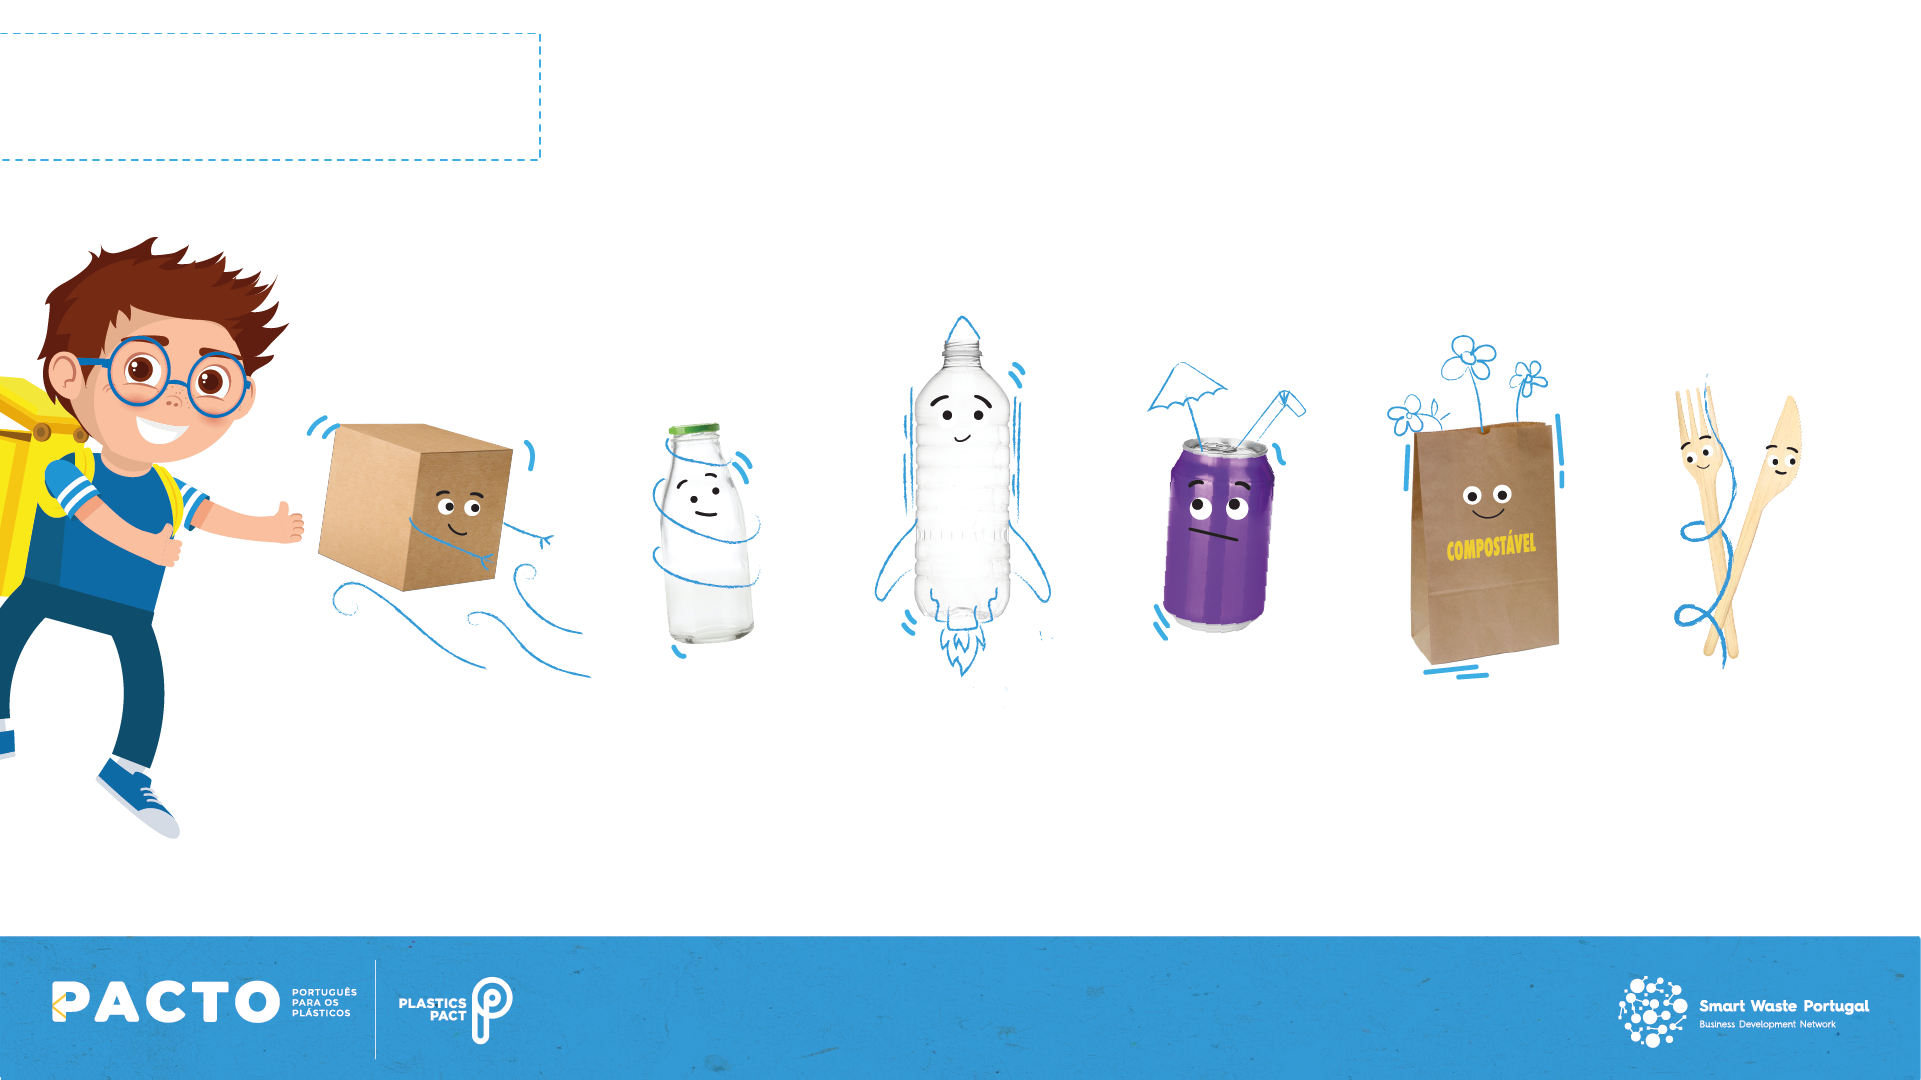 COMPOSTÁVEL
PACTO
PORTUGUÊS
PARA OS
PLÁSTICOS
PLASTICS
PACT
Smart Waste Portugal
Business Development Network